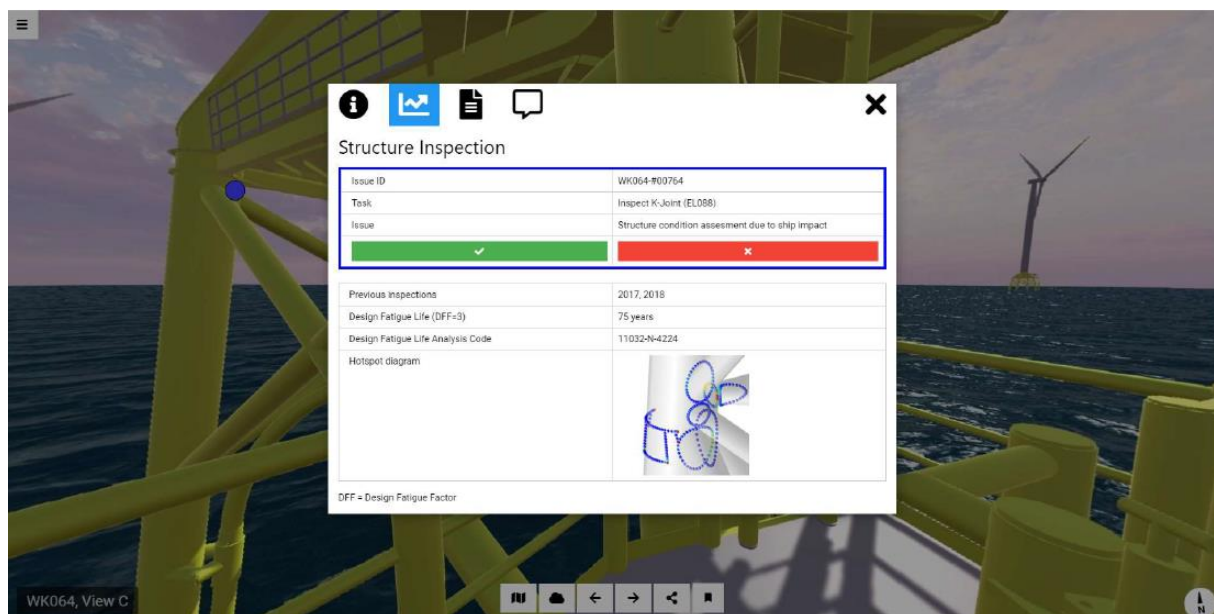 Structure Inspection
Issue ID WK064-#00764
Task Inspect K-Joint (EL088)
Issue Structure condition assesment due to ship impact
Previous inspections 2017, 2018
Design Fatigue Life (DFF=3) 75 years
Design Fatigue Life Analysis Code 11032-N-4224
Hotspot diagram
DFF = Design Fatigue Factor
WK064, View C
N